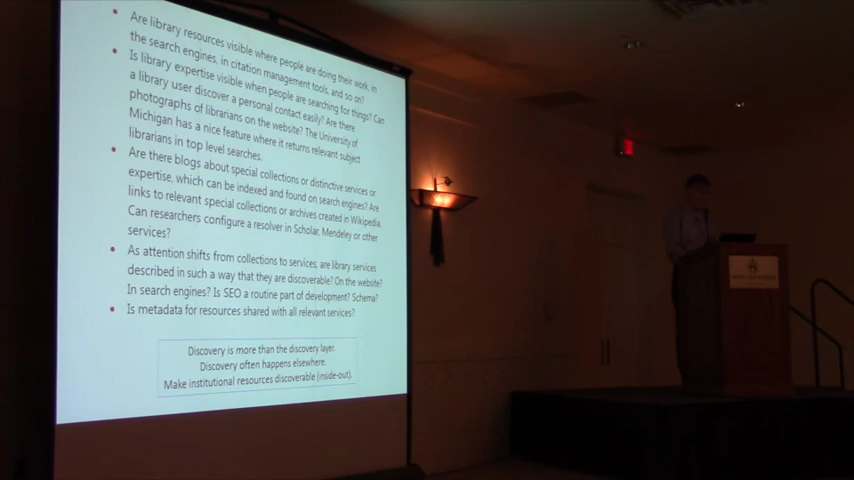 • Are library resources visible where people are doing their work, in
the search engines, in citation management tools, and so on?
• Is library expertise visible when people are searching for things? Can
a library user discover a personal contact easily? Are there
photographs of librarians on the website? The University of
Michigan has a nice feature where it returns relevant subject
librarians in top level searches.
• Are there blogs about special collections or distinctive services or
expertise, which can be indexed and found on search engines? Are
links to relevant special collections or archives created in Wikipedia.
Can researchers configure a resolver in Scholar, Mendeley or other
services?
• As attention shifts from collections to services, are library services
described in such a way that they are discoverable? On the website?
In search engines? Is SEO a routine part of development? Schema?
• Is metadata for resources shared with all relevant services?
Discovery is more than the discovery layer.
Discovery often happens elsewhere.
Make institutional resources discoverable (inside-out).